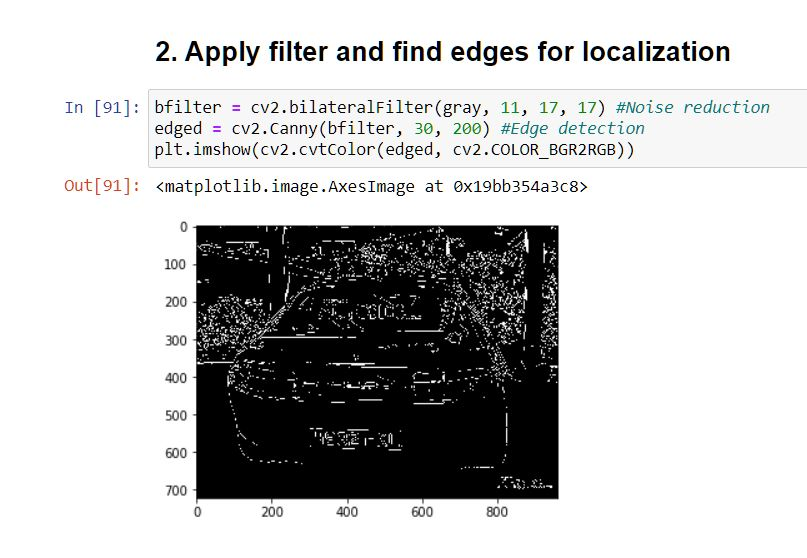 2. Apply filter and find edges for localization
In [91]: bfilter = cv2.bilateralFilter(gray, 11, 17, 17) #Noise reduction
edged = cv2.Canny(bfilter, 30, 200) #Edge detection
plt.imshow(cv2.cvtColor(edged, cv2.COLOR_BGR2RGB))
Out[91]: <matplotlib.image.AxesImage at 0x19bb354a3c8>
0
100
200
300
400
500
600
700
0 200 400 600 800